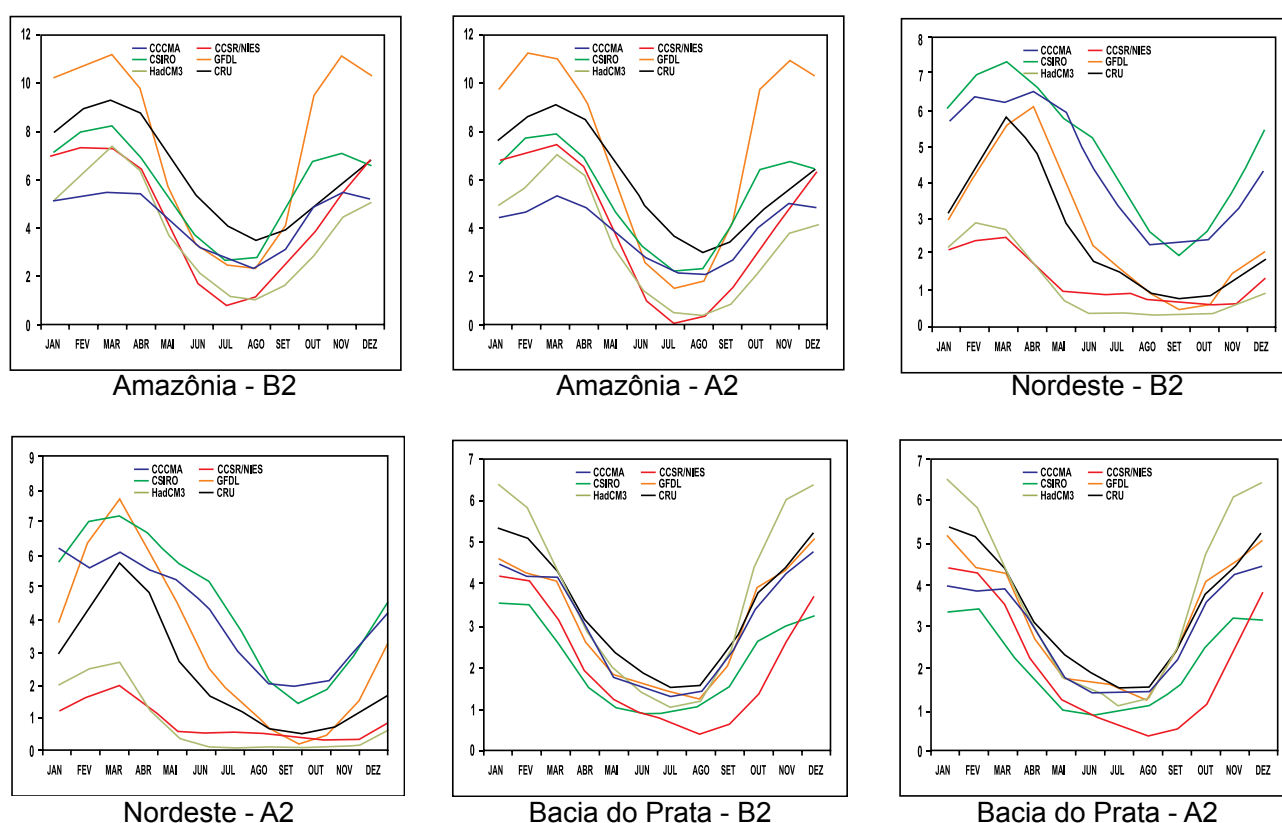 12
10
8
6
4
2
0
CCCMA CCSR/NIES
CSIRO GFDL
HadCM3 CRU
JAN FEV MAR ABR MAI JUN JUL AGO SET OUT NOV DEZ
Amazônia - B2
12
10
8
6
4
2
0
CCCMA CCSR/NIES
CSIRO GFDL
HadCM3 CRU
JAN FEV MAR ABR MAI JUN JUL AGO SET OUT NOV DEZ
Amazônia - A2
8
7
6
5
4
3
2
1
0
CCCMA CCSR/NIES
CSIRO GFDL
HadCM3 CRU
JAN FEV MAR ABR MAI JUN JUL AGO SET OUT NOV DEZ
Nordeste - B2
9
8
7
6
5
4
3
2
1
0
CCCMA CCSR/NIES
CSIRO GFDL
HadCM3 CRU
JAN FEV MAR ABR MAI JUN JUL AGO SET OUT NOV DEZ
Nordeste - A2
7
6
5
4
3
2
1
0
CCCMA CCSR/NIES
CSIRO GFDL
HadCM3 CRU
JAN FEV MAR ABR MAI JUN JUL AGO SET OUT NOV DEZ
Bacia do Prata - B2
7
6
5
4
3
2
1
0
CCCMA CCSR/NIES
CSIRO GFDL
HadCM3 CRU
JAN FEV MAR ABR MAI JUN JUL AGO SET OUT NOV DEZ
Bacia do Prata - A2